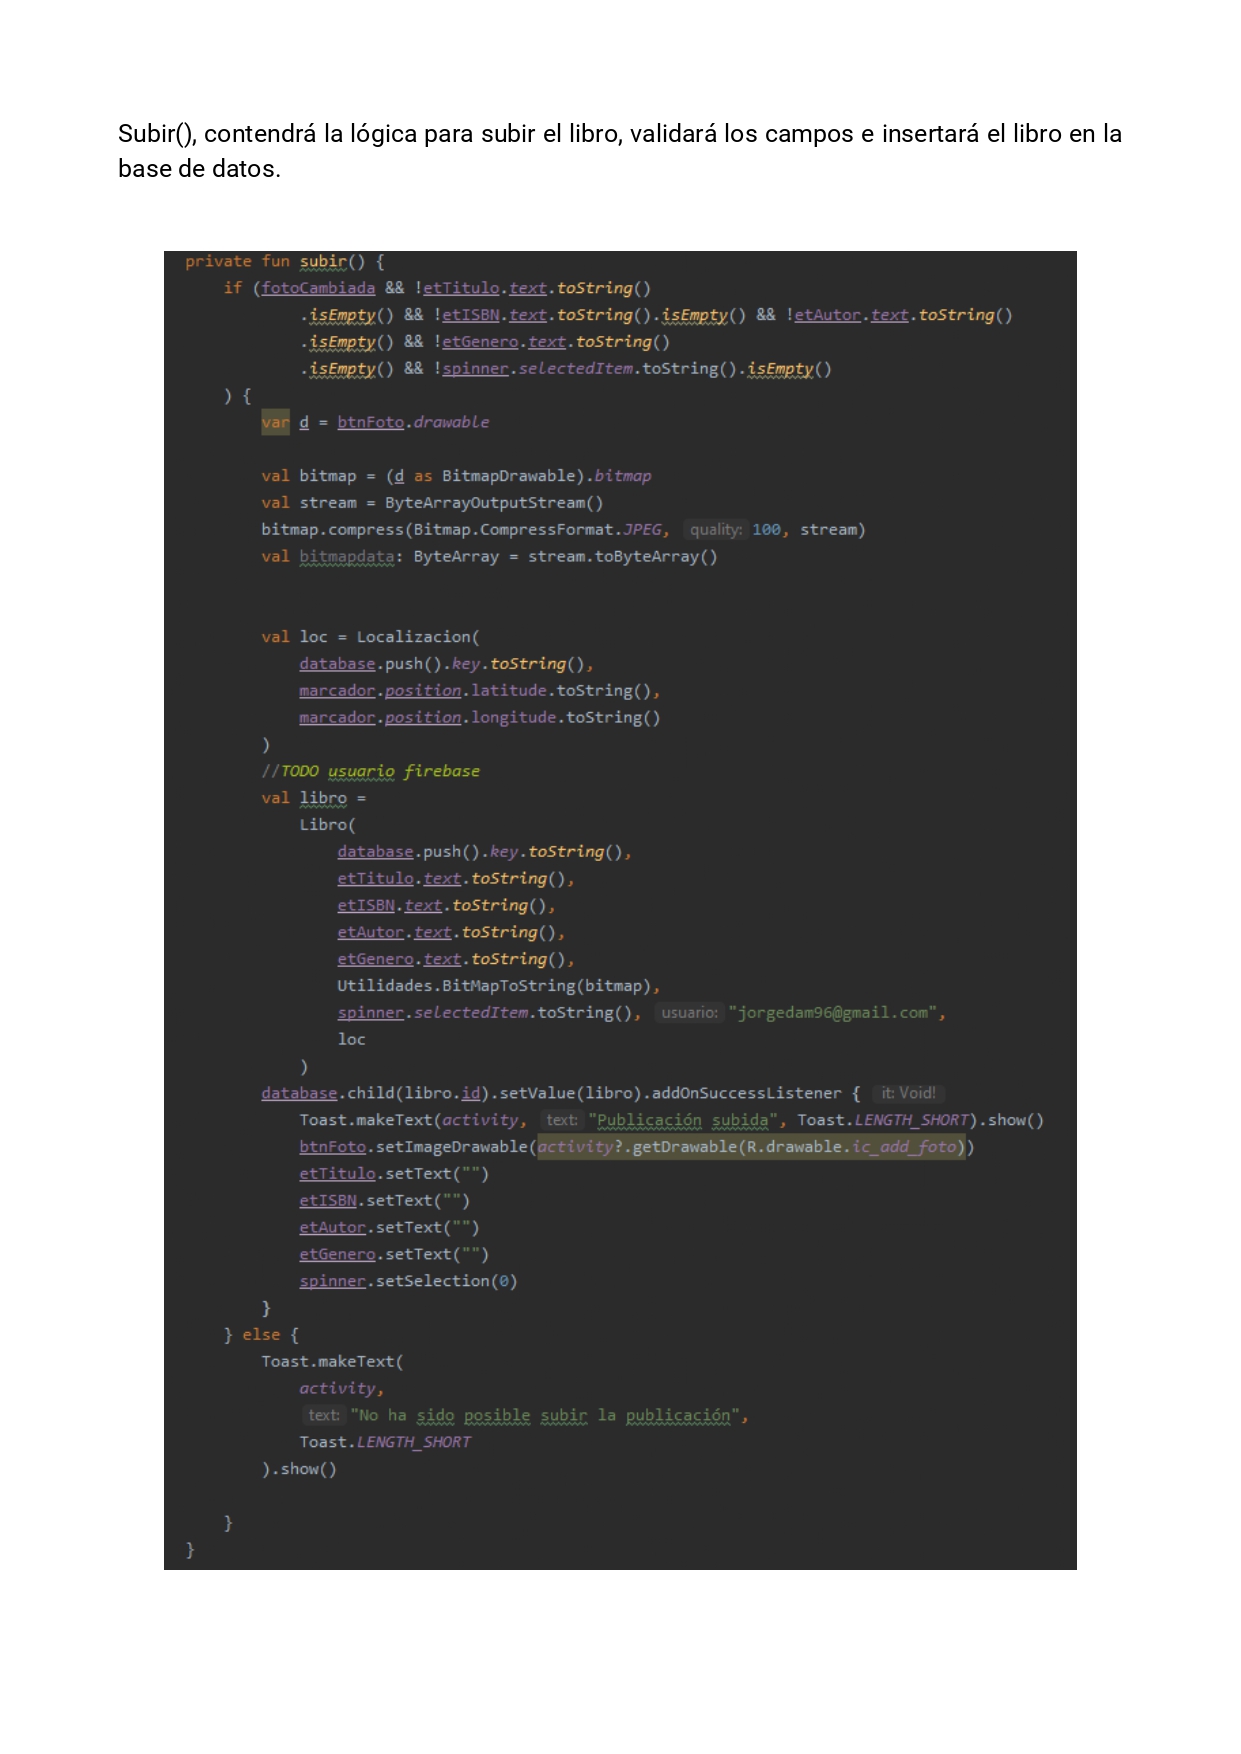 Subir(), contendrá la lógica para subir el libro, validará los campos e insertará el libro en la
base de datos.
private fun subir() {
if (fotoCambiada && !etTitulo.text.toString()
.isEmpty() && !etISBN.text.toString().isEmpty() && !etAutor.text.toString()
.isEmpty() && !etGenero.text.toString()
.isEmpty() && !spinner.selectedItem.toString().isEmpty()
) {
var d = btnFoto.drawable
val bitmap = (d as BitmapDrawable).bitmap
val stream = ByteArrayOutputStream()
bitmap.compress(Bitmap.CompressFormat.JPEG, quality: 100, stream)
val bitmapdata: ByteArray = stream.toByteArray()
val loc = Localizacion(
database.push().key.toString(),
marcador.position.latitude.toString(),
marcador.position.longitude.toString()
)
//TODO usuario firebase
val libro =
Libro(
database.push().key.toString(),
etTitulo.text.toString(),
etISBN.text.toString(),
etAutor.text.toString(),
etGenero.text.toString(),
Utilidades.BitMapToString(bitmap),
spinner.selectedItem.toString(), usuario: "jorgedam96@gmail.com",
loc
)
database.child(libro.id).setValue(libro).addOnSuccessListener { it: Void!
Toast.makeText(activity, text: "Publicación subida", Toast.LENGTH_SHORT).show()
btnFoto.setImageDrawable(activity?.getDrawable(R.drawable.ic_add_foto))
etTitulo.setText("")
etISBN.setText("")
etAutor.setText("")
etGenero.setText("")
spinner.setSelection(0)
}
} else {
Toast.makeText(
activity,
text: "No ha sido posible subir la publicación",
Toast.LENGTH_SHORT
).show()
}
}